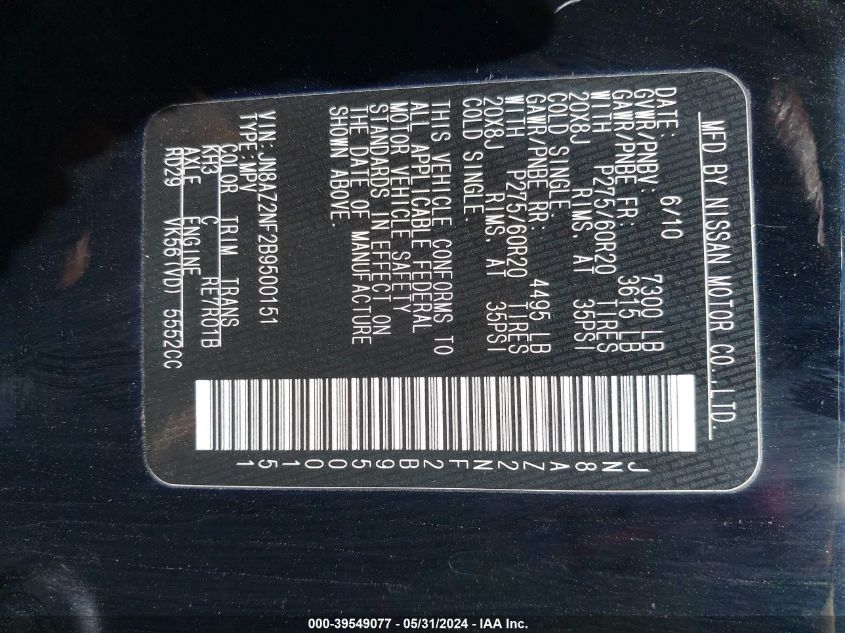 MFD BY NISSAN MOTOR CO.,LTD.
DATE: 6/10
GVWR/PNBV 7300 LB
GAWR/PNBE FR: 3615 LB
WITH P275/60R20 TIRES
20X8J RIMS, AT 35PSI
COLD SINGLE.
GAWR/PNBE RR: 4495 LB
WITH P275/60R20 TIRES
20X8J RIMS, AT 35PSI
COLD SINGLE
THIS VEHICLE CONFORMS TO
ALL APPLICABLE FEDERAL
MOTOR VEHICLE SAFETY
STANDARDS IN EFFECT ON
THE DATE OF MANUFACTURE
SHOWN ABOVE.
VIN: JN8AZ2NF2B9500151
TYPE: MPV
COLOR TRIM TRANS
KH3 C RE7R01B
AXLE ENGINE
RD29 VK56(VD) 5552CC
JN8AZ2NF2B9500151
000-39549077 - 05/31/2024 - IAA Inc.